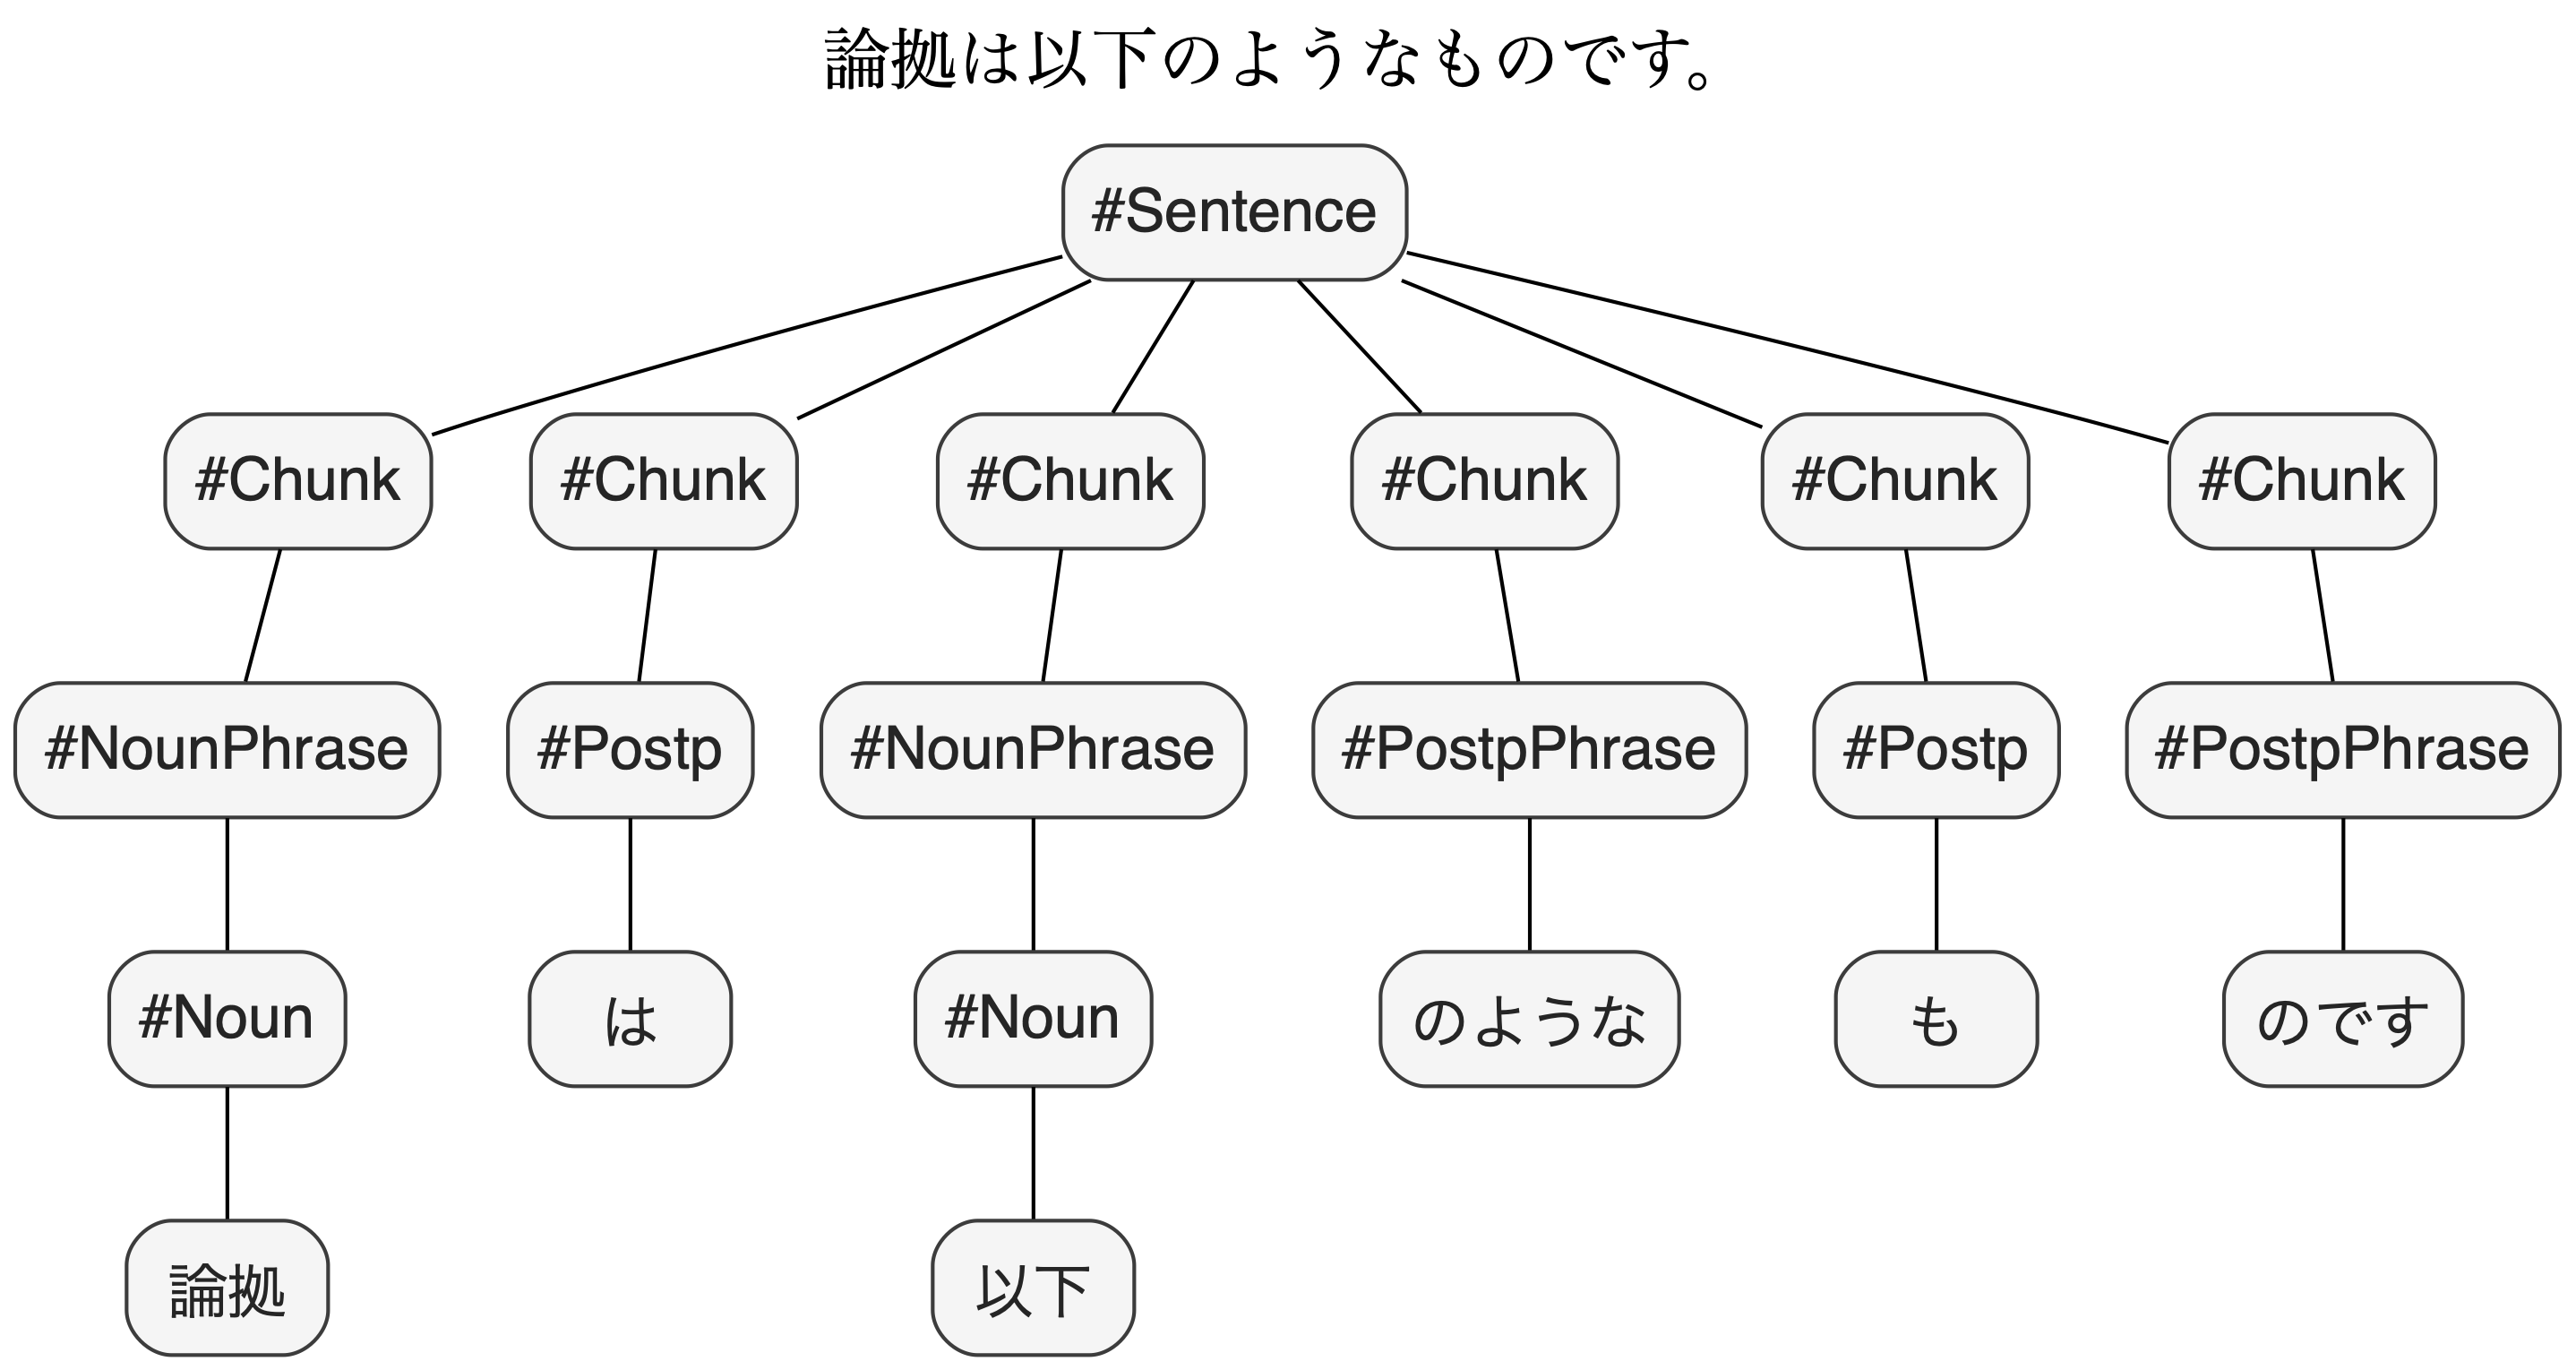 論拠は以下のようなものです。
#Sentence
#Chunk #Chunk #Chunk #Chunk #Chunk #Chunk
#NounPhrase #Postp #NounPhrase #PostpPhrase #Postp #PostpPhrase
#Noun は #Noun のような も のです
論拠 以下